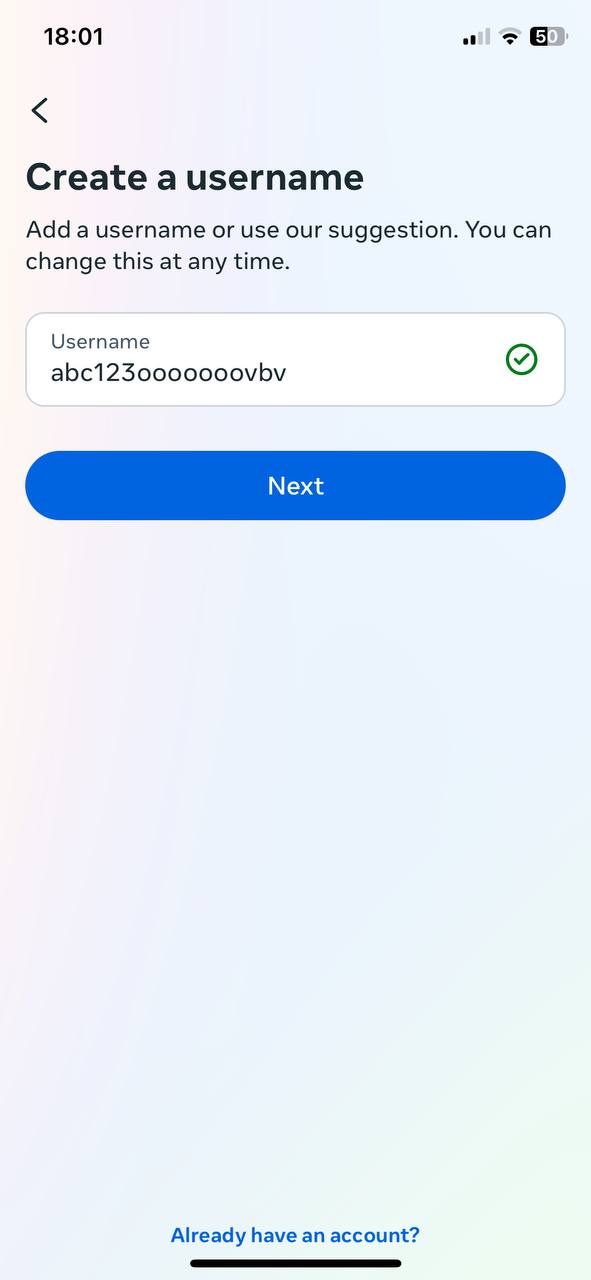 18:01
50
Create a username
Add a username or use our suggestion. You can
change this at any time.
Username
abc123ooooooovbv
Next
Already have an account?